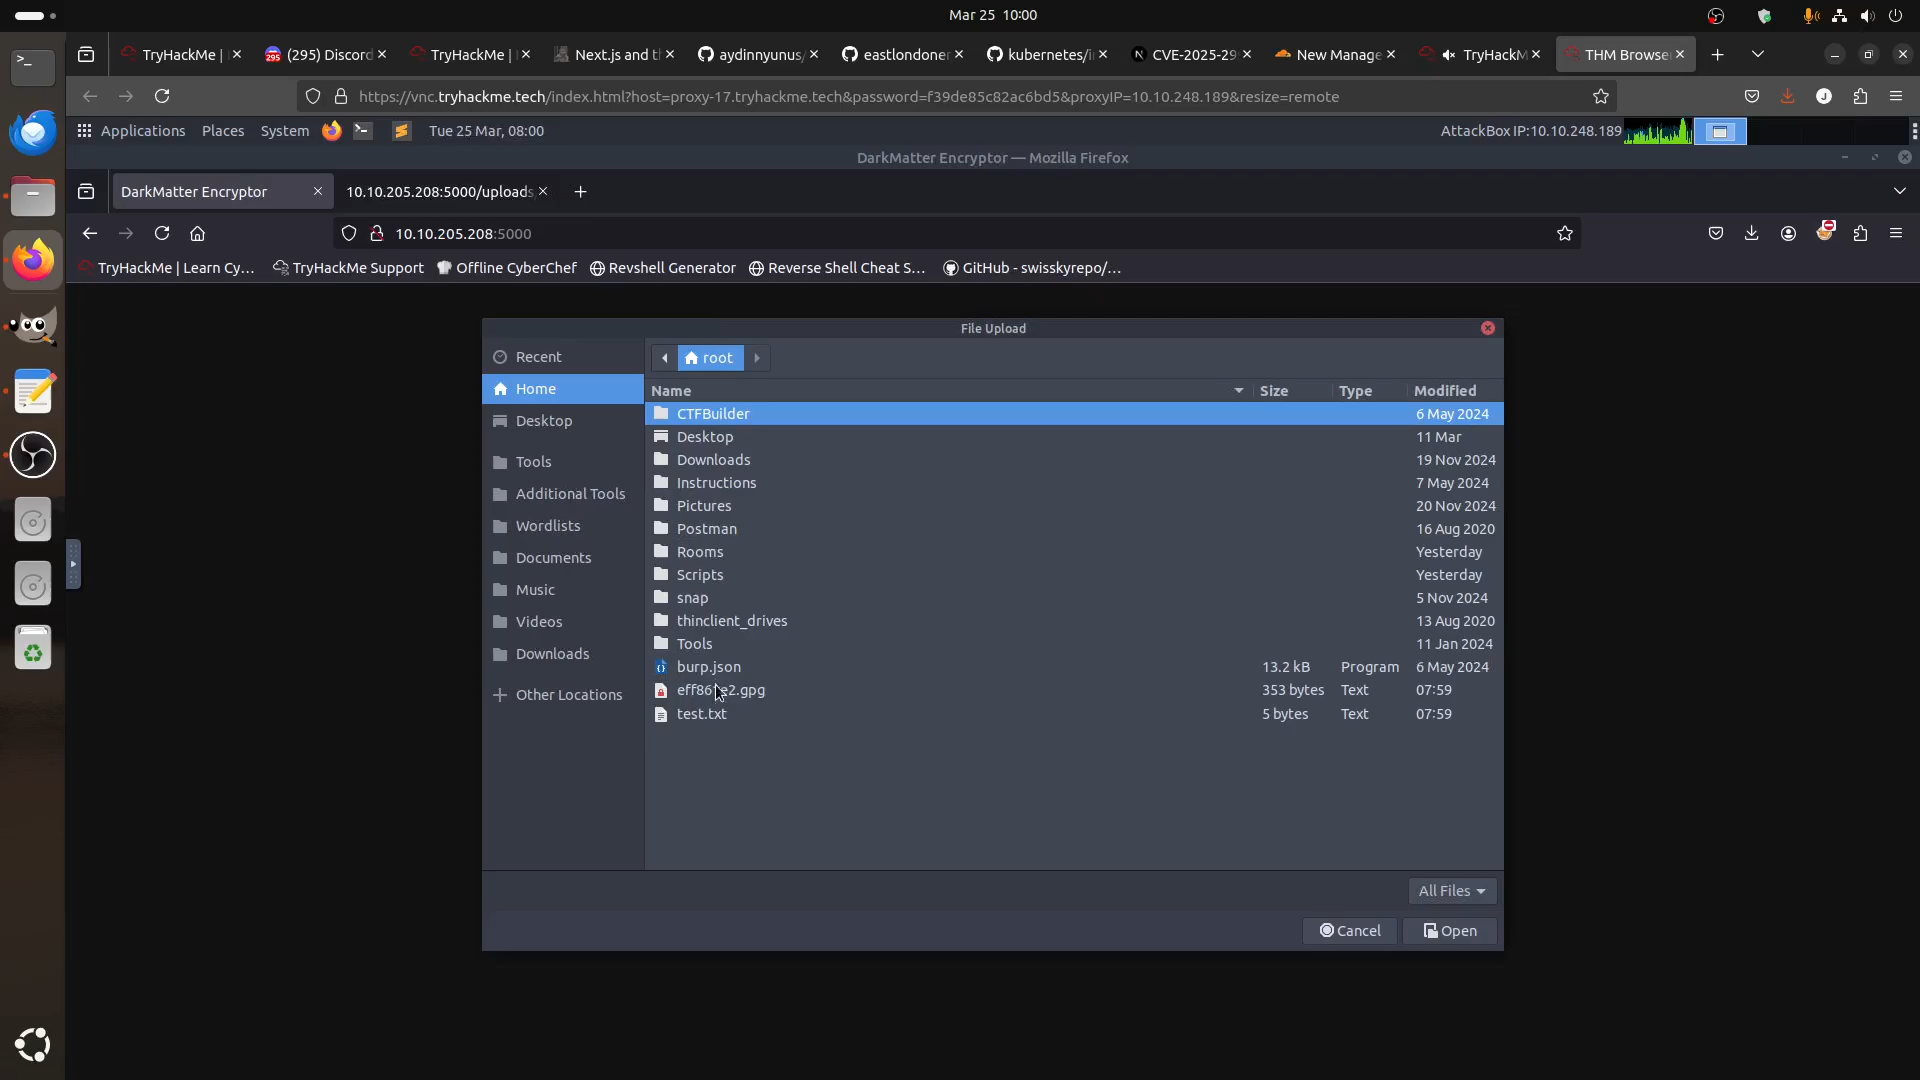 Mar 25 10:00
TryHackMe |
(295) Discord
TryHackMe |
Next.js and th
aydinnyunus/
eastlondoner
kubernetes/i
CVE-2025-29
New Manage
TryHackM
THM Browse
https://vnc.tryhackme.tech/index.html?host=proxy-17.tryhackme.tech&password=f39de85c82ac6bd5&proxyIP=10.10.248.189&resize=remote
Applications Places System Tue 25 Mar, 08:00 AttackBox IP:10.10.248.189
DarkMatter Encryptor — Mozilla Firefox
DarkMatter Encryptor
10.10.205.208:5000/uploads
10.10.205.208:5000
TryHackMe | Learn Cy…
TryHackMe Support
Offline CyberChef
Revshell Generator
Reverse Shell Cheat S…
GitHub - swisskyrepo/…
File Upload
Recent
Home
Desktop
Tools
Additional Tools
Wordlists
Documents
Music
Videos
Downloads
Other Locations
root
Name Size Type Modified
CTFBuilder 6 May 2024
Desktop 11 Mar
Downloads 19 Nov 2024
Instructions 7 May 2024
Pictures 20 Nov 2024
Postman 16 Aug 2020
Rooms Yesterday
Scripts Yesterday
snap 5 Nov 2024
thinclient_drives 13 Aug 2020
Tools 11 Jan 2024
burp.json 13.2 kB Program 6 May 2024
353 bytes Text 07:59
test.txt 5 bytes Text 07:59
All Files
Cancel
Open